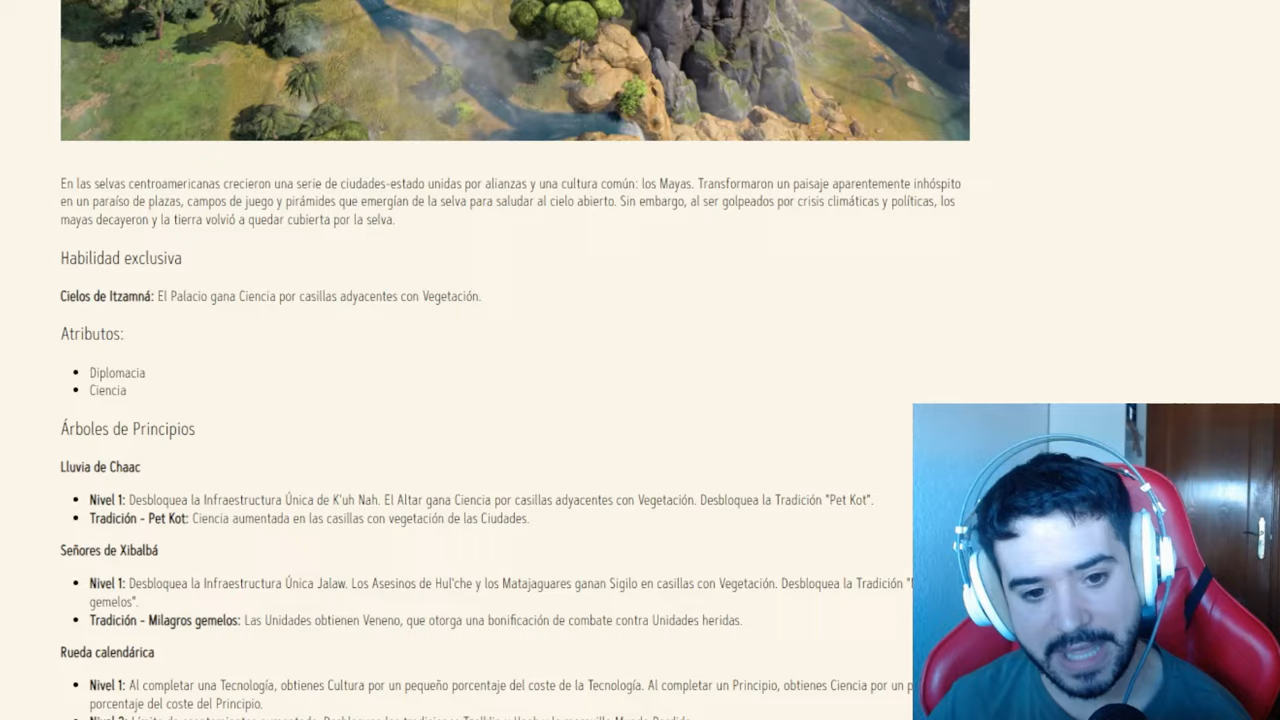 En las selvas centroamericanas crecieron una serie de ciudades-estado unidas por alianzas y una cultura común: los Mayas. Transformaron un paisaje aparentemente inhóspito
en un paraíso de plazas, campos de juego y pirámides que emergían de la selva para saludar al cielo abierto. Sin embargo, al ser golpeados por crisis climáticas y políticas, los
mayas decayeron y la tierra volvió a quedar cubierta por la selva.
Habilidad exclusiva
Cielos de Itzamná: El Palacio gana Ciencia por casillas adyacentes con Vegetación.
Atributos:
Diplomacia
Ciencia
Árboles de Principios
Lluvia de Chaac
Nivel 1: Desbloquea la Infraestructura Única de K'uh Nah. El Altar gana Ciencia por casillas adyacentes con Vegetación. Desbloquea la Tradición "Pet Kot".
Tradición - Pet Kot: Ciencia aumentada en las casillas con vegetación de las Ciudades.
Señores de Xibalbá
Nivel 1: Desbloquea la Infraestructura Única Jalaw. Los Asesinos de Hul'che y los Matajaguares ganan Sigilo en casillas con Vegetación. Desbloquea la Tradición
gemelos".
Tradición - Milagros gemelos: Las Unidades obtienen Veneno, que otorga una bonificación de combate contra Unidades heridas.
Rueda calendárica
Nivel 1: Al completar una Tecnología, obtienes Cultura por un pequeño porcentaje del coste de la Tecnología. Al completar un Principio, obtienes Ciencia por un
porcentaje del coste del Principio.